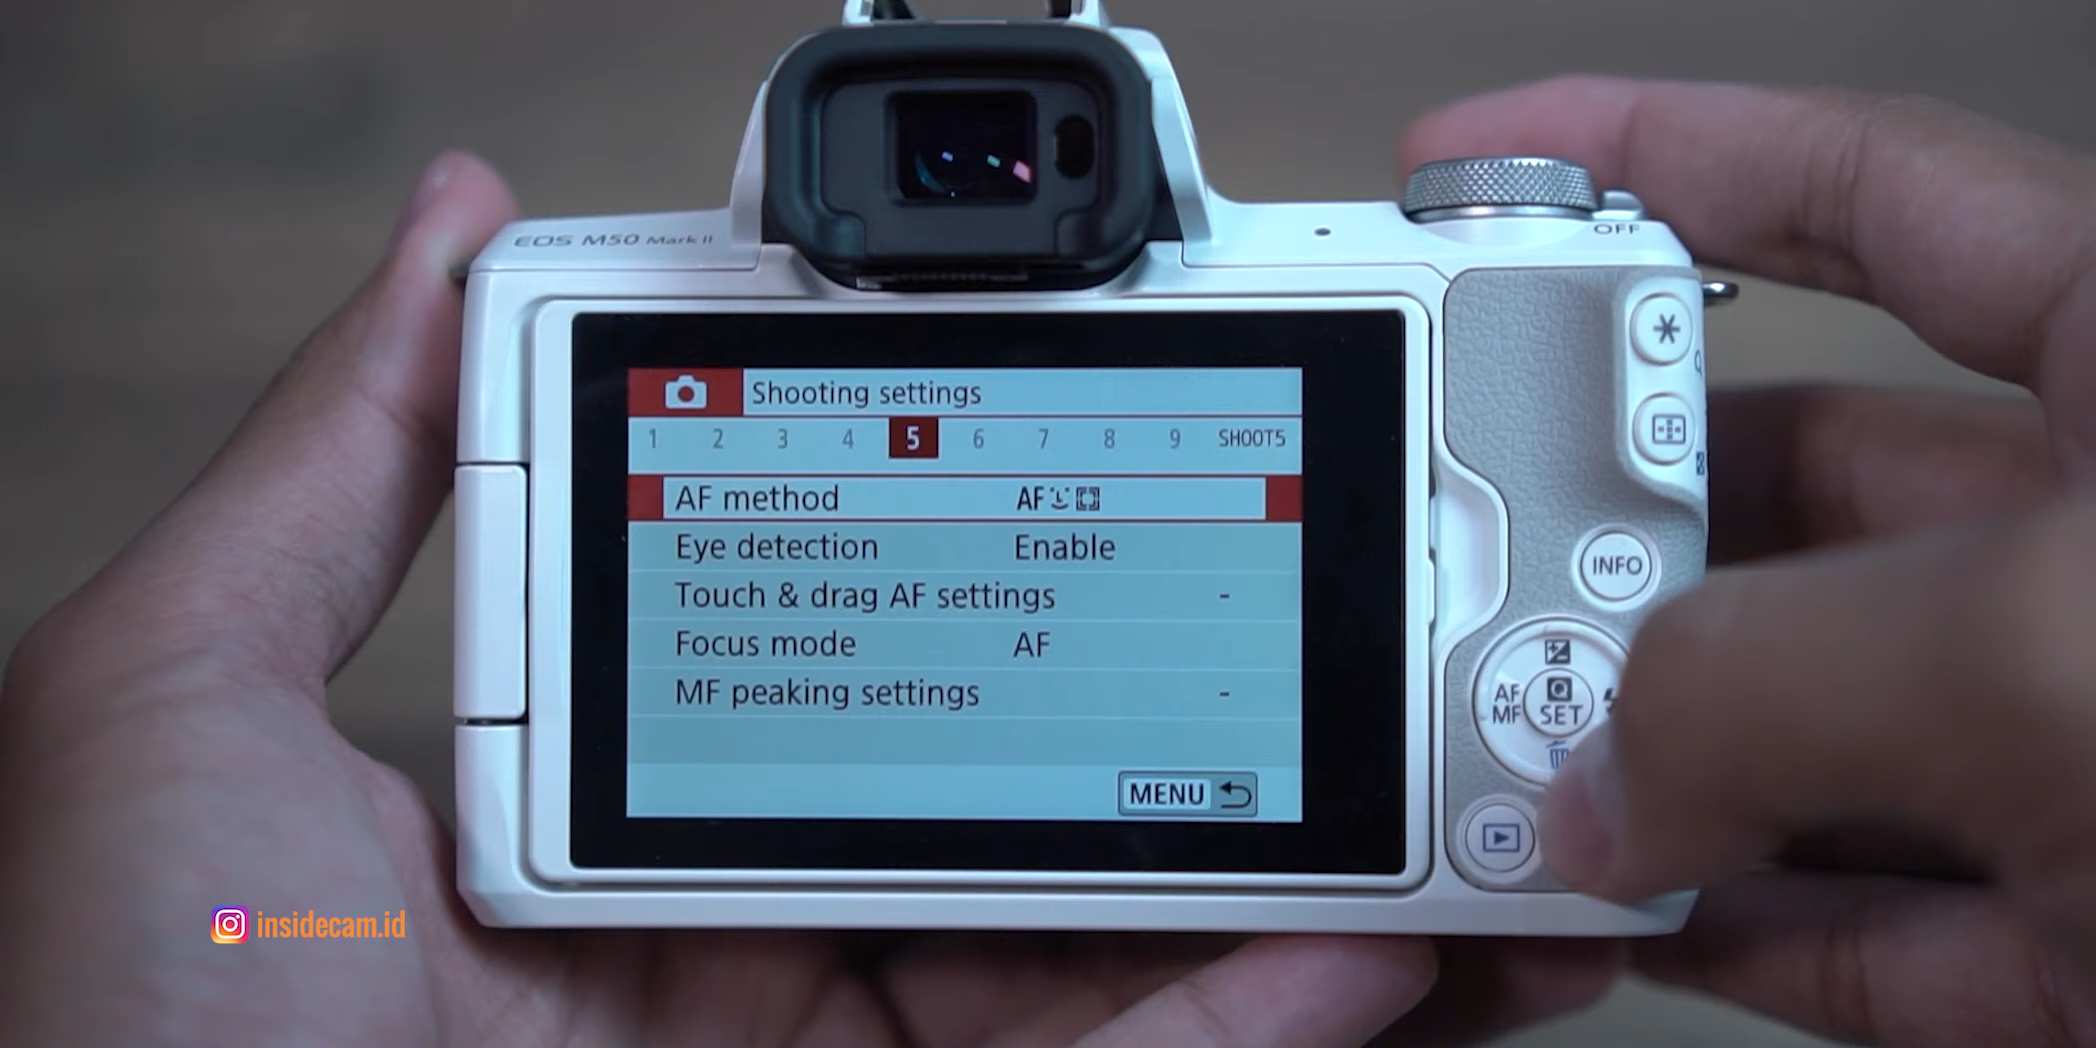 EOS M50 Mark II
OFF
Shooting settings
1 2 3 4 5 6 7 8 9 SHOOT5
AF method AF
Eye detection Enable
Touch & drag AF settings -
Focus mode AF
MF peaking settings -
MENU
INFO
AF
MF
Q
SET
insidecam.id